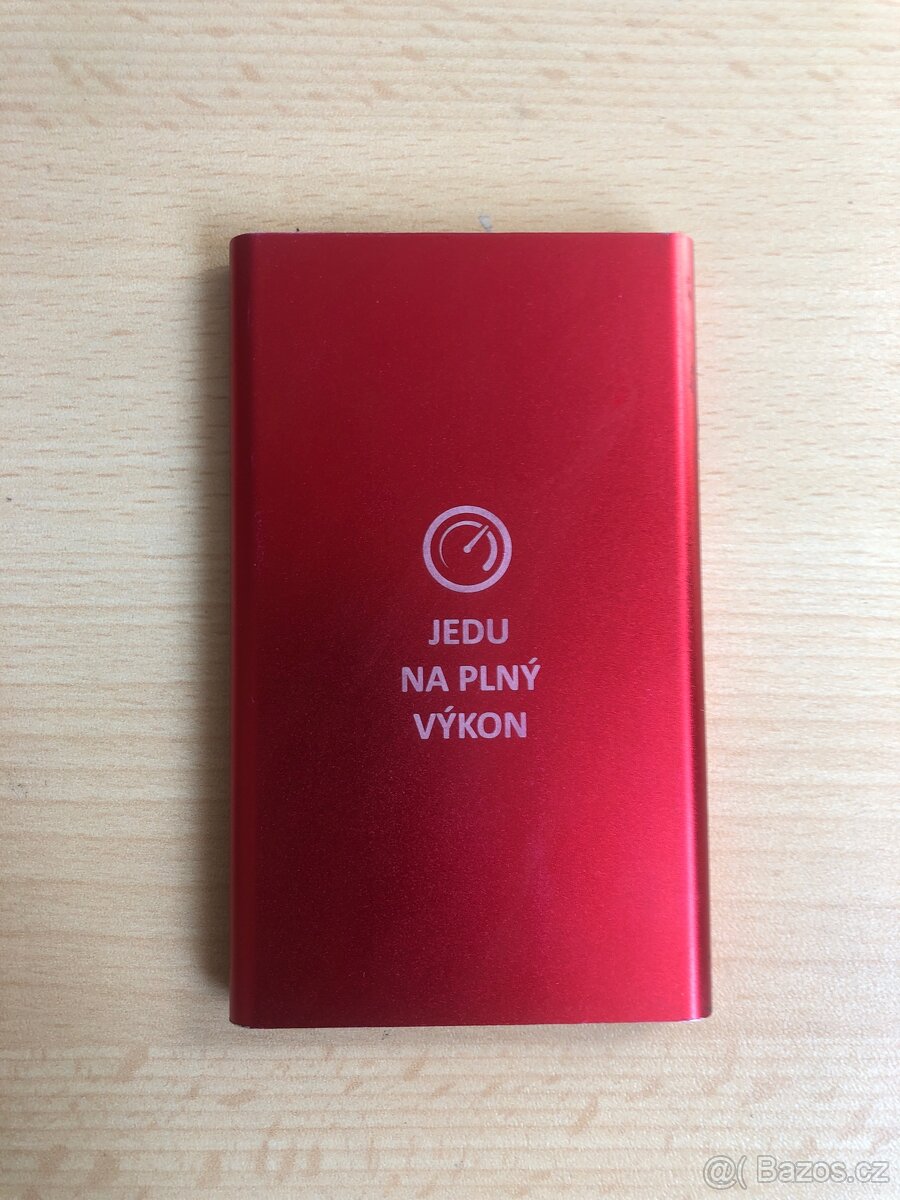 JEDU
NA PLNÝ
VÝKON
@( Bazos.cz